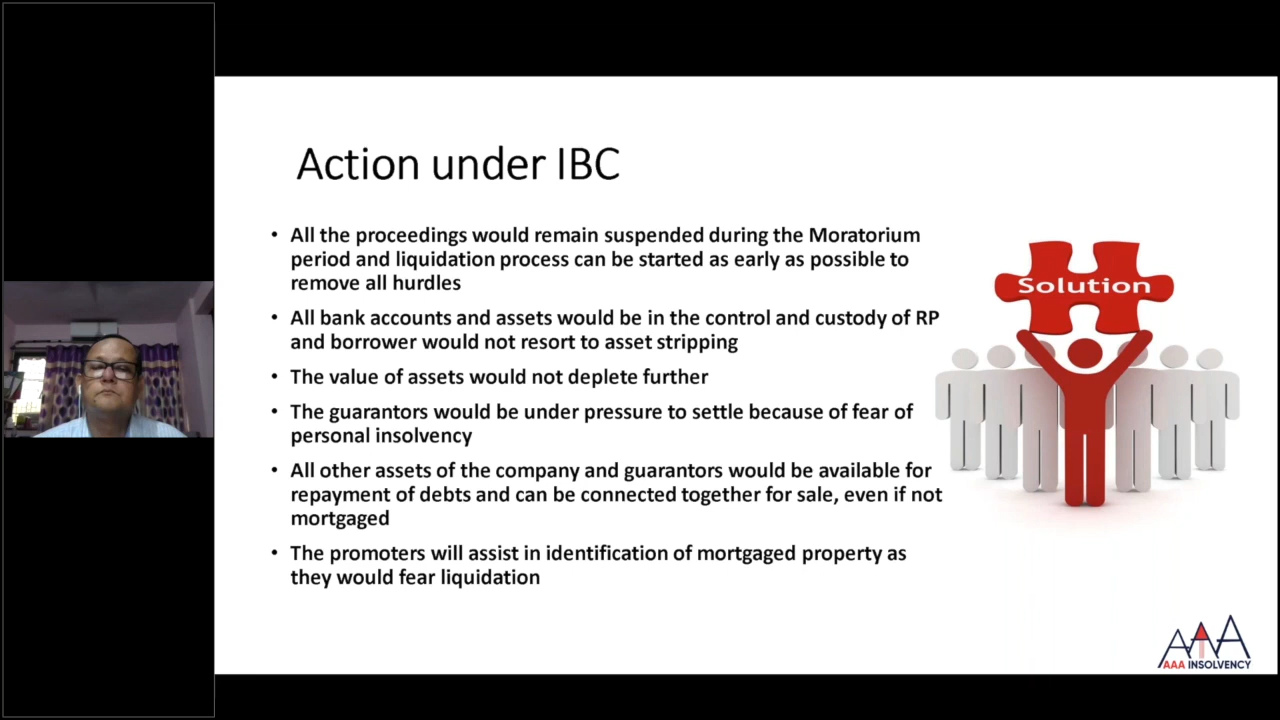 Action under IBC
• All the proceedings would remain suspended during the Moratorium
period and liquidation process can be started as early as possible to
remove all hurdles
• All bank accounts and assets would be in the control and custody of RP
and borrower would not resort to asset stripping
• The value of assets would not deplete further
• The guarantors would be under pressure to settle because of fear of
personal insolvency
• All other assets of the company and guarantors would be available for
repayment of debts and can be connected together for sale, even if not
mortgaged
• The promoters will assist in identification of mortgaged property as
they would fear liquidation
Solution
AAA
AAA INSOLVENCY